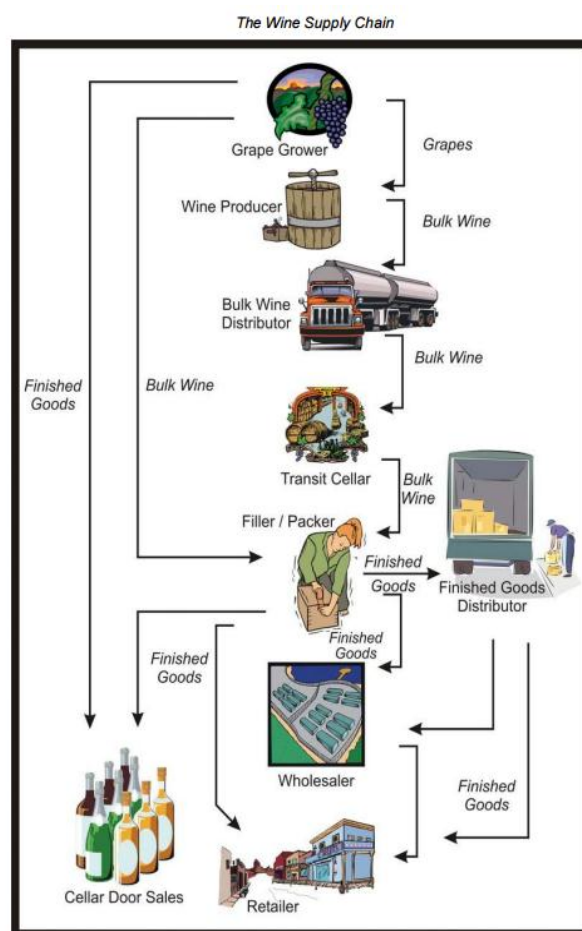 The Wine Supply Chain
Grape Grower
Grapes
Wine Producer
Bulk Wine
Bulk Wine
Distributor
Bulk Wine
Finished
Goods
Bulk Wine
Transit Cellar
Bulk
Wine
Filler / Packer
Finished
Goods
Finished Goods
Distributor
Finished
Goods
Finished
Goods
Wholesaler
Finished
Goods
Cellar Door Sales
Retailer